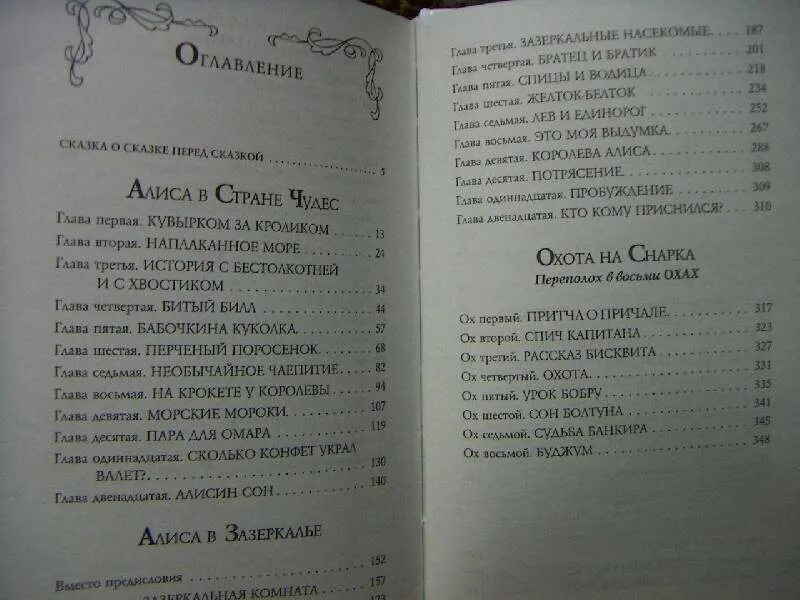 Оглавление
СКАЗКА О СКАЗКЕ ПЕРЕД СКАЗКОЙ . . . . . . . . . . . . . . . . 5
Алиса в Стране Чудес
Глава первая. КУВЫРКОМ ЗА КРОЛИКОМ . . . . . 13
Глава вторая. НАПЛАКАННОЕ МОРЕ . . . . . . . . . 24
Глава третья. ИСТОРИЯ С БЕСТОЛКОТНЕЙ
И С ХВОСТИКОМ . . . . . . . . . . . . . . . . . . . . . 34
Глава четвертая. БИТЫЙ БИЛЛ . . . . . . . . . . . . . 44
Глава пятая. БАБОЧКИНА КУКОЛКА. . . . . . . . . . 57
Глава шестая. ПЕРЧЕНЫЙ ПОРОСЕНОК. . . . . . . 68
Глава седьмая. НЕОБЫЧАЙНОЕ ЧАЕПИТИЕ . . . . 82
Глава восьмая. НА КРОКЕТЕ У КОРОЛЕВЫ . . . . 94
Глава девятая. МОРСКИЕ МОРОКИ. . . . . . . . . . 107
Глава десятая. ПАРА ДЛЯ ОМАРА . . . . . . . . . . . 119
Глава одиннадцатая. СКОЛЬКО КОНФЕТ УКРАЛ
ВАЛЕТ?. . . . . . . . . . . . . . . . . . . . . . . . . . . . 130
Глава двенадцатая. АЛИСИН СОН . . . . . . . . . . . 140
Алиса в Зазеркалье
Вместо предисловия . . . . . . . . . . . . . . . . . . . . 152
ЗАЗЕРКАЛЬНАЯ КОМНАТА . . . . . . 157
173
Глава третья. ЗАЗЕРКАЛЬНЫЕ НАСЕКОМЫЕ. . . . . 187
Глава четвертая. БРАТЕЦ И БРАТИК . . . . . . . . . 201
Глава пятая. СПИЦЫ И ВОДИЦА. . . . . . . . . . . . 218
Глава шестая. ЖЕЛТОК-БЕЛТОК . . . . . . . . . . . 234
Глава седьмая. ЛЕВ И ЕДИНОРОГ . . . . . . . . . . . 252
Глава восьмая. ЭТО МОЯ ВЫДУМКА. . . . . . . . . 267
Глава девятая. КОРОЛЕВА АЛИСА . . . . . . . . . . . 288
Глава десятая. ПОТРЯСЕНИЕ. . . . . . . . . . . . . . 308
Глава одиннадцатая. ПРОБУЖДЕНИЕ . . . . . . . . 309
Глава двенадцатая. КТО КОМУ ПРИСНИЛСЯ? . . . 310
Охота на Снарка
Переполох в восьми ОХАХ
Ох первый. ПРИТЧА О ПРИЧАЛЕ. . . . . . . . . . . 317
Ох второй. СПИЧ КАПИТАНА . . . . . . . . . . . . . 323
Ох третий. РАССКАЗ БИСКВИТА . . . . . . . . . . . 327
Ох четвертый. ОХОТА. . . . . . . . . . . . . . . . . . 331
Ох пятый. УРОК БОБРУ . . . . . . . . . . . . . . . . 335
Ох шестой. СОН БОЛТУНА . . . . . . . . . . . . . . 341
Ох седьмой. СУДЬБА БАНКИРА . . . . . . . . . . . 345
Ох восьмой. БУДЖУМ . . . . . . . . . . . . . . . . . 348